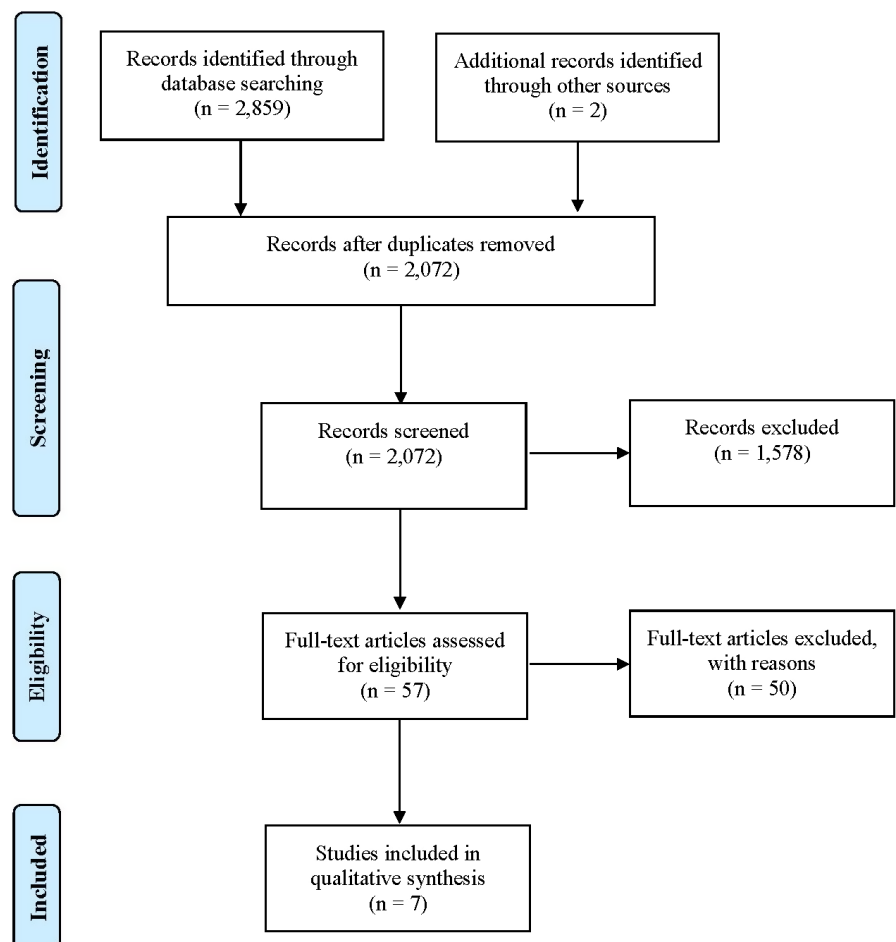 Identification
Records identified through
database searching
(n = 2,859)
Additional records identified
through other sources
(n = 2)
Records after duplicates removed
(n = 2,072)
Screening
Records screened
(n = 2,072)
Records excluded
(n = 1,578)
Eligibility
Full-text articles assessed
for eligibility
(n = 57)
Full-text articles excluded,
with reasons
(n = 50)
Included
Studies included in
qualitative synthesis
(n = 7)